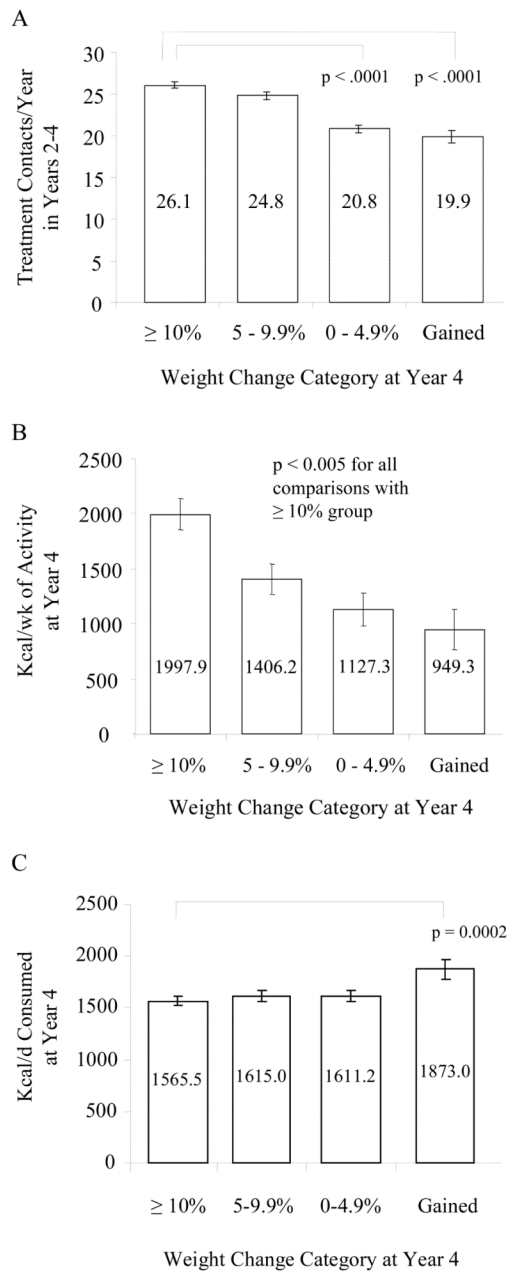 A
Treatment Contacts/Year
in Years 2-4
30
25
20
15
10
5
0
p < .0001 p < .0001
26.1 24.8 20.8 19.9
≥ 10% 5 - 9.9% 0 - 4.9% Gained
Weight Change Category at Year 4
B
Kcal/wk of Activity
at Year 4
2500
2000
1500
1000
500
0
p < 0.005 for all
comparisons with
≥ 10% group
1997.9 1406.2 1127.3 949.3
≥ 10% 5 - 9.9% 0 - 4.9% Gained
Weight Change Category at Year 4
C
Kcal/d Consumed
at Year 4
2500
2000
1500
1000
500
0
p = 0.0002
1565.5 1615.0 1611.2 1873.0
≥ 10% 5-9.9% 0-4.9% Gained
Weight Change Category at Year 4